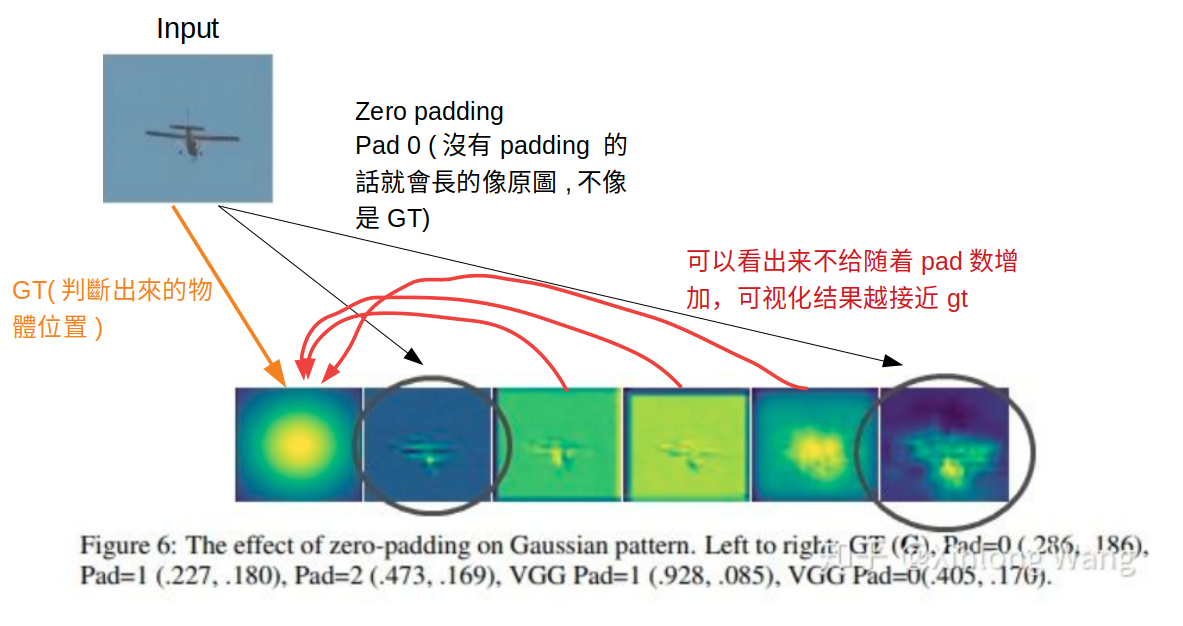 Input
Zero padding
Pad 0 ( 沒有 padding 的
話就會長的像原圖 , 不像
是 GT)
可以看出来不给随着 pad 数增
加，可视化结果越接近 gt
GT( 判斷出來的物
體位置 )
Figure 6: The effect of zero-padding on Gaussian pattern. Left to right: GT (G), Pad=0 (.286, .186),
Pad=1 (.227, .180), Pad=2 (.473, .169), VGG Pad=1 (.928, .085), VGG Pad=0(.405, .170).
知乎 @Xinlong Wang